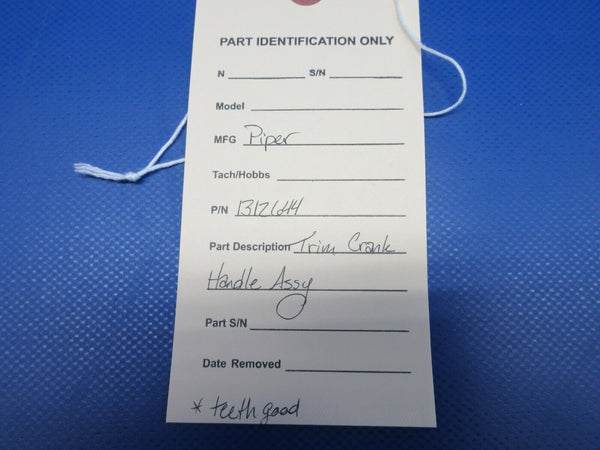 PART IDENTIFICATION ONLY
N S/N
Model
MFG Piper
Tach/Hobbs
P/N
Part Description Trim Crank
Handle Assy
Part S/N
Date Removed
* teeth good